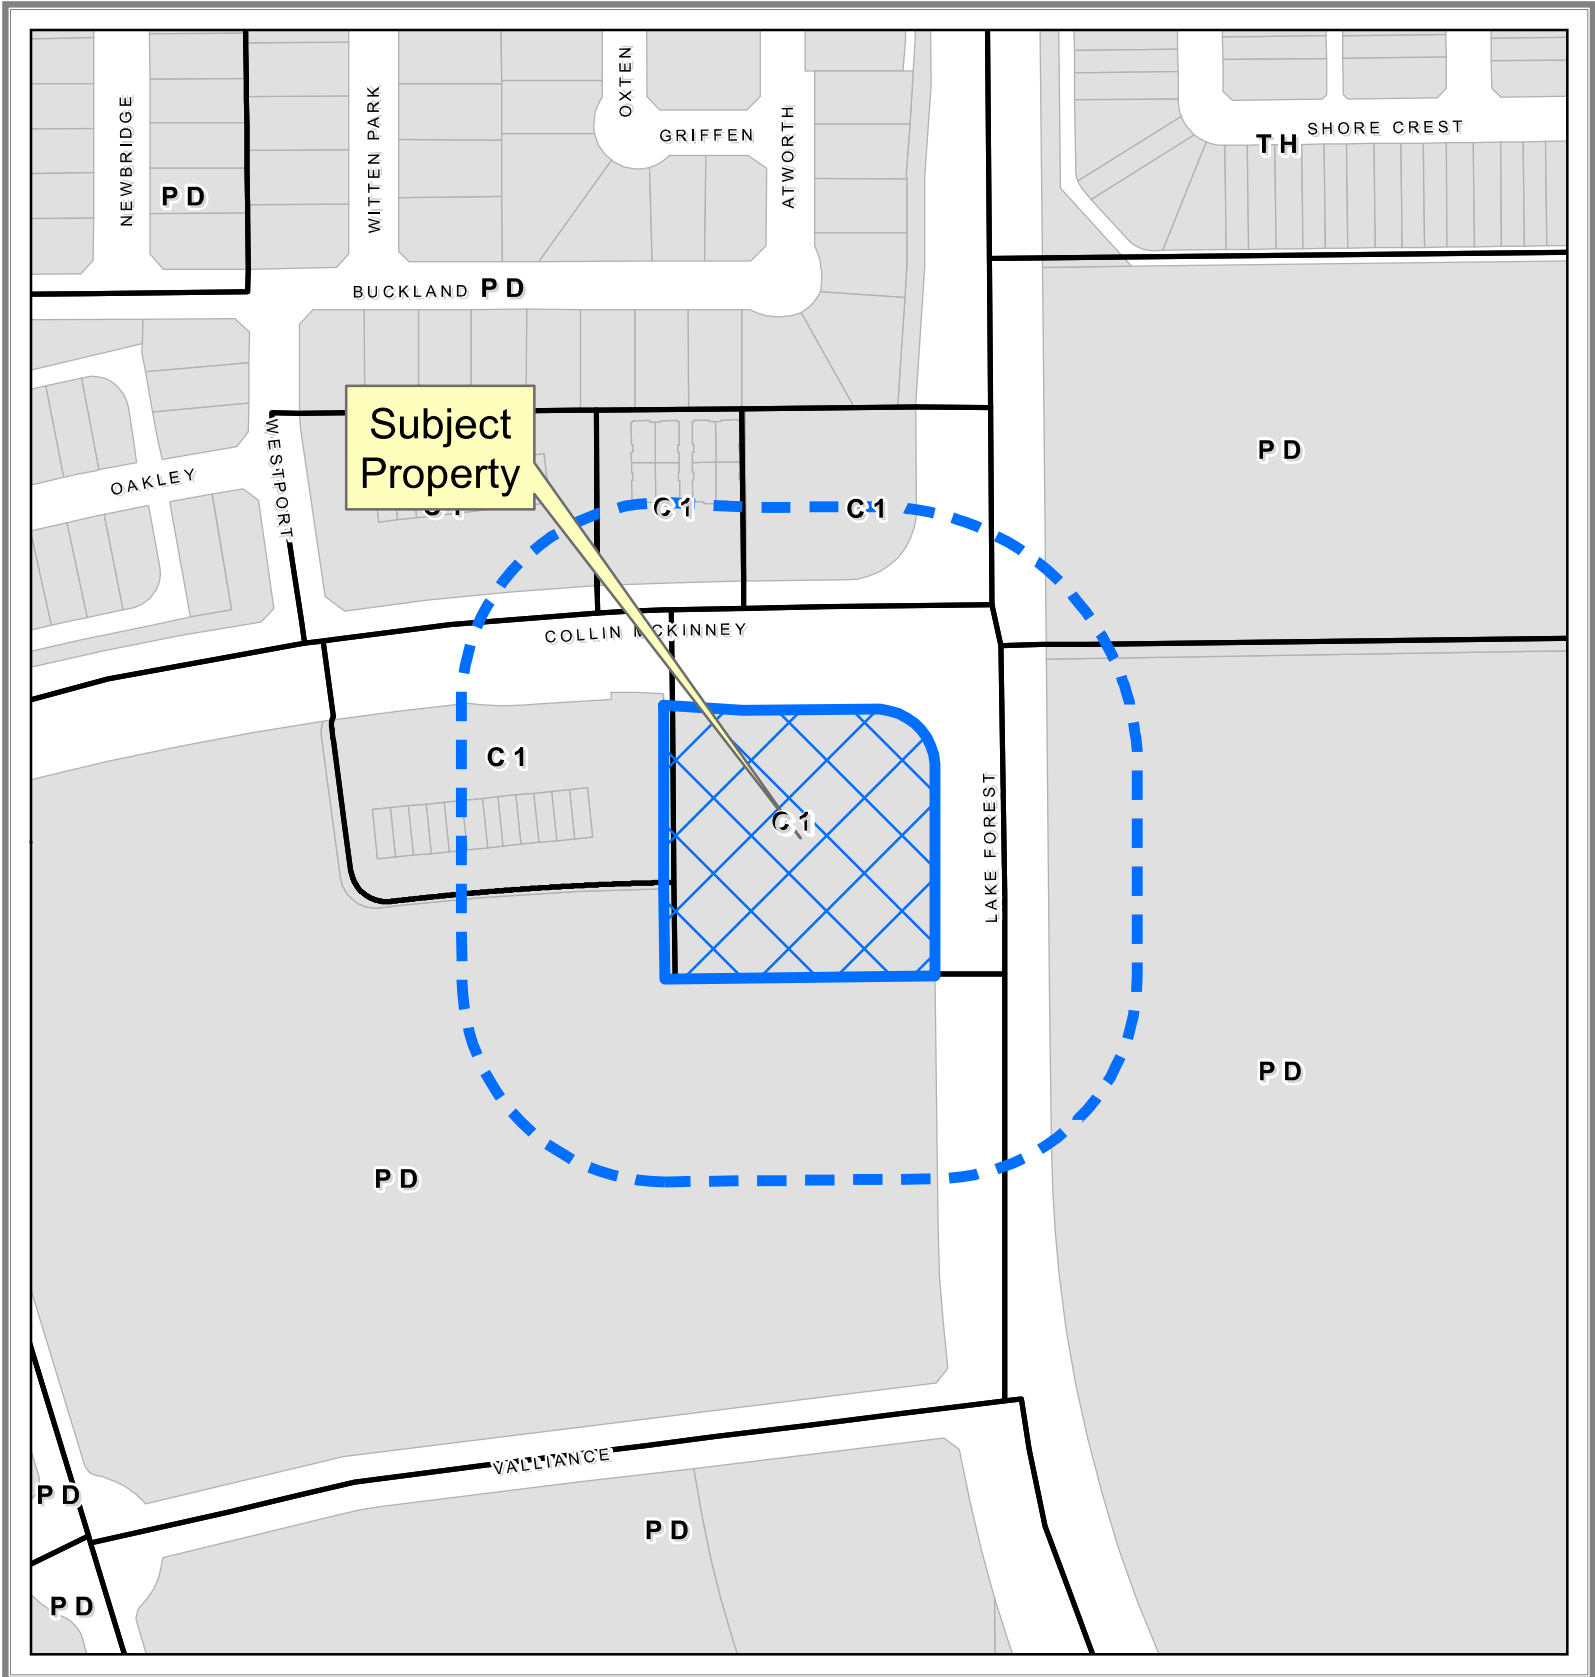 NEWBRIDGE
PD
WITTEN PARK
OXTEN
GRIFFEN
ATWORTH
SHORE CREST
TH
BUCKLAND
PD
Subject
Property
PD
OAKLEY
WESTPORT
C1
C1
C1
COLLIN MCKINNEY
C1
C1
LAKE FOREST
PD
PD
VALLIANCE
PD
PD
PD